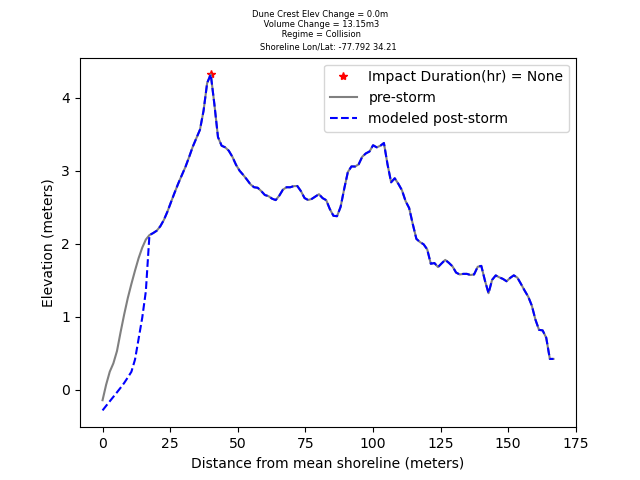 Dune Crest Elev Change = 0.0m
Volume Change = 13.15m3
Regime = Collision
Shoreline Lon/Lat: -77.792 34.21
Impact Duration(hr) = None
pre-storm
modeled post-storm
Elevation (meters)
4
3
2
1
0
0 25 50 75 100 125 150 175
Distance from mean shoreline (meters)